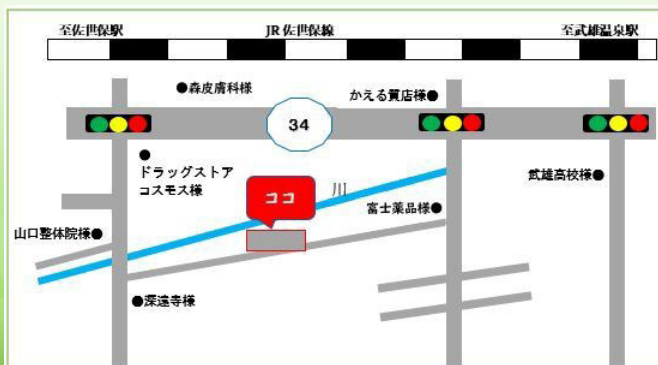 至佐世保駅
JR佐世保線
至武雄温泉駅
●森皮膚科様
かえる質店様●
34
●
ドラッグストア
コスモス様
武雄高校様●
ココ
川
富士薬品様●
山口整体院様●
●深遠寺様